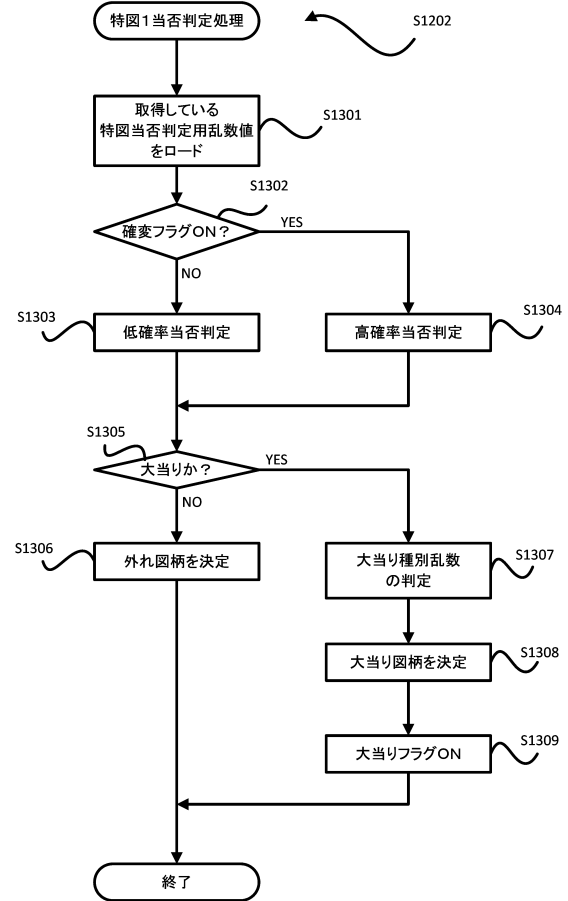 特図１当否判定処理
S1202
取得している
特図当否判定用乱数値
をロード
S1301
S1302
確変フラグON？
YES
NO
S1303
低確率当否判定
高確率当否判定
S1304
S1305
大当りか？
YES
NO
S1306
外れ図柄を決定
大当り種別乱数
の判定
S1307
大当り図柄を決定
S1308
大当りフラグON
S1309
終了